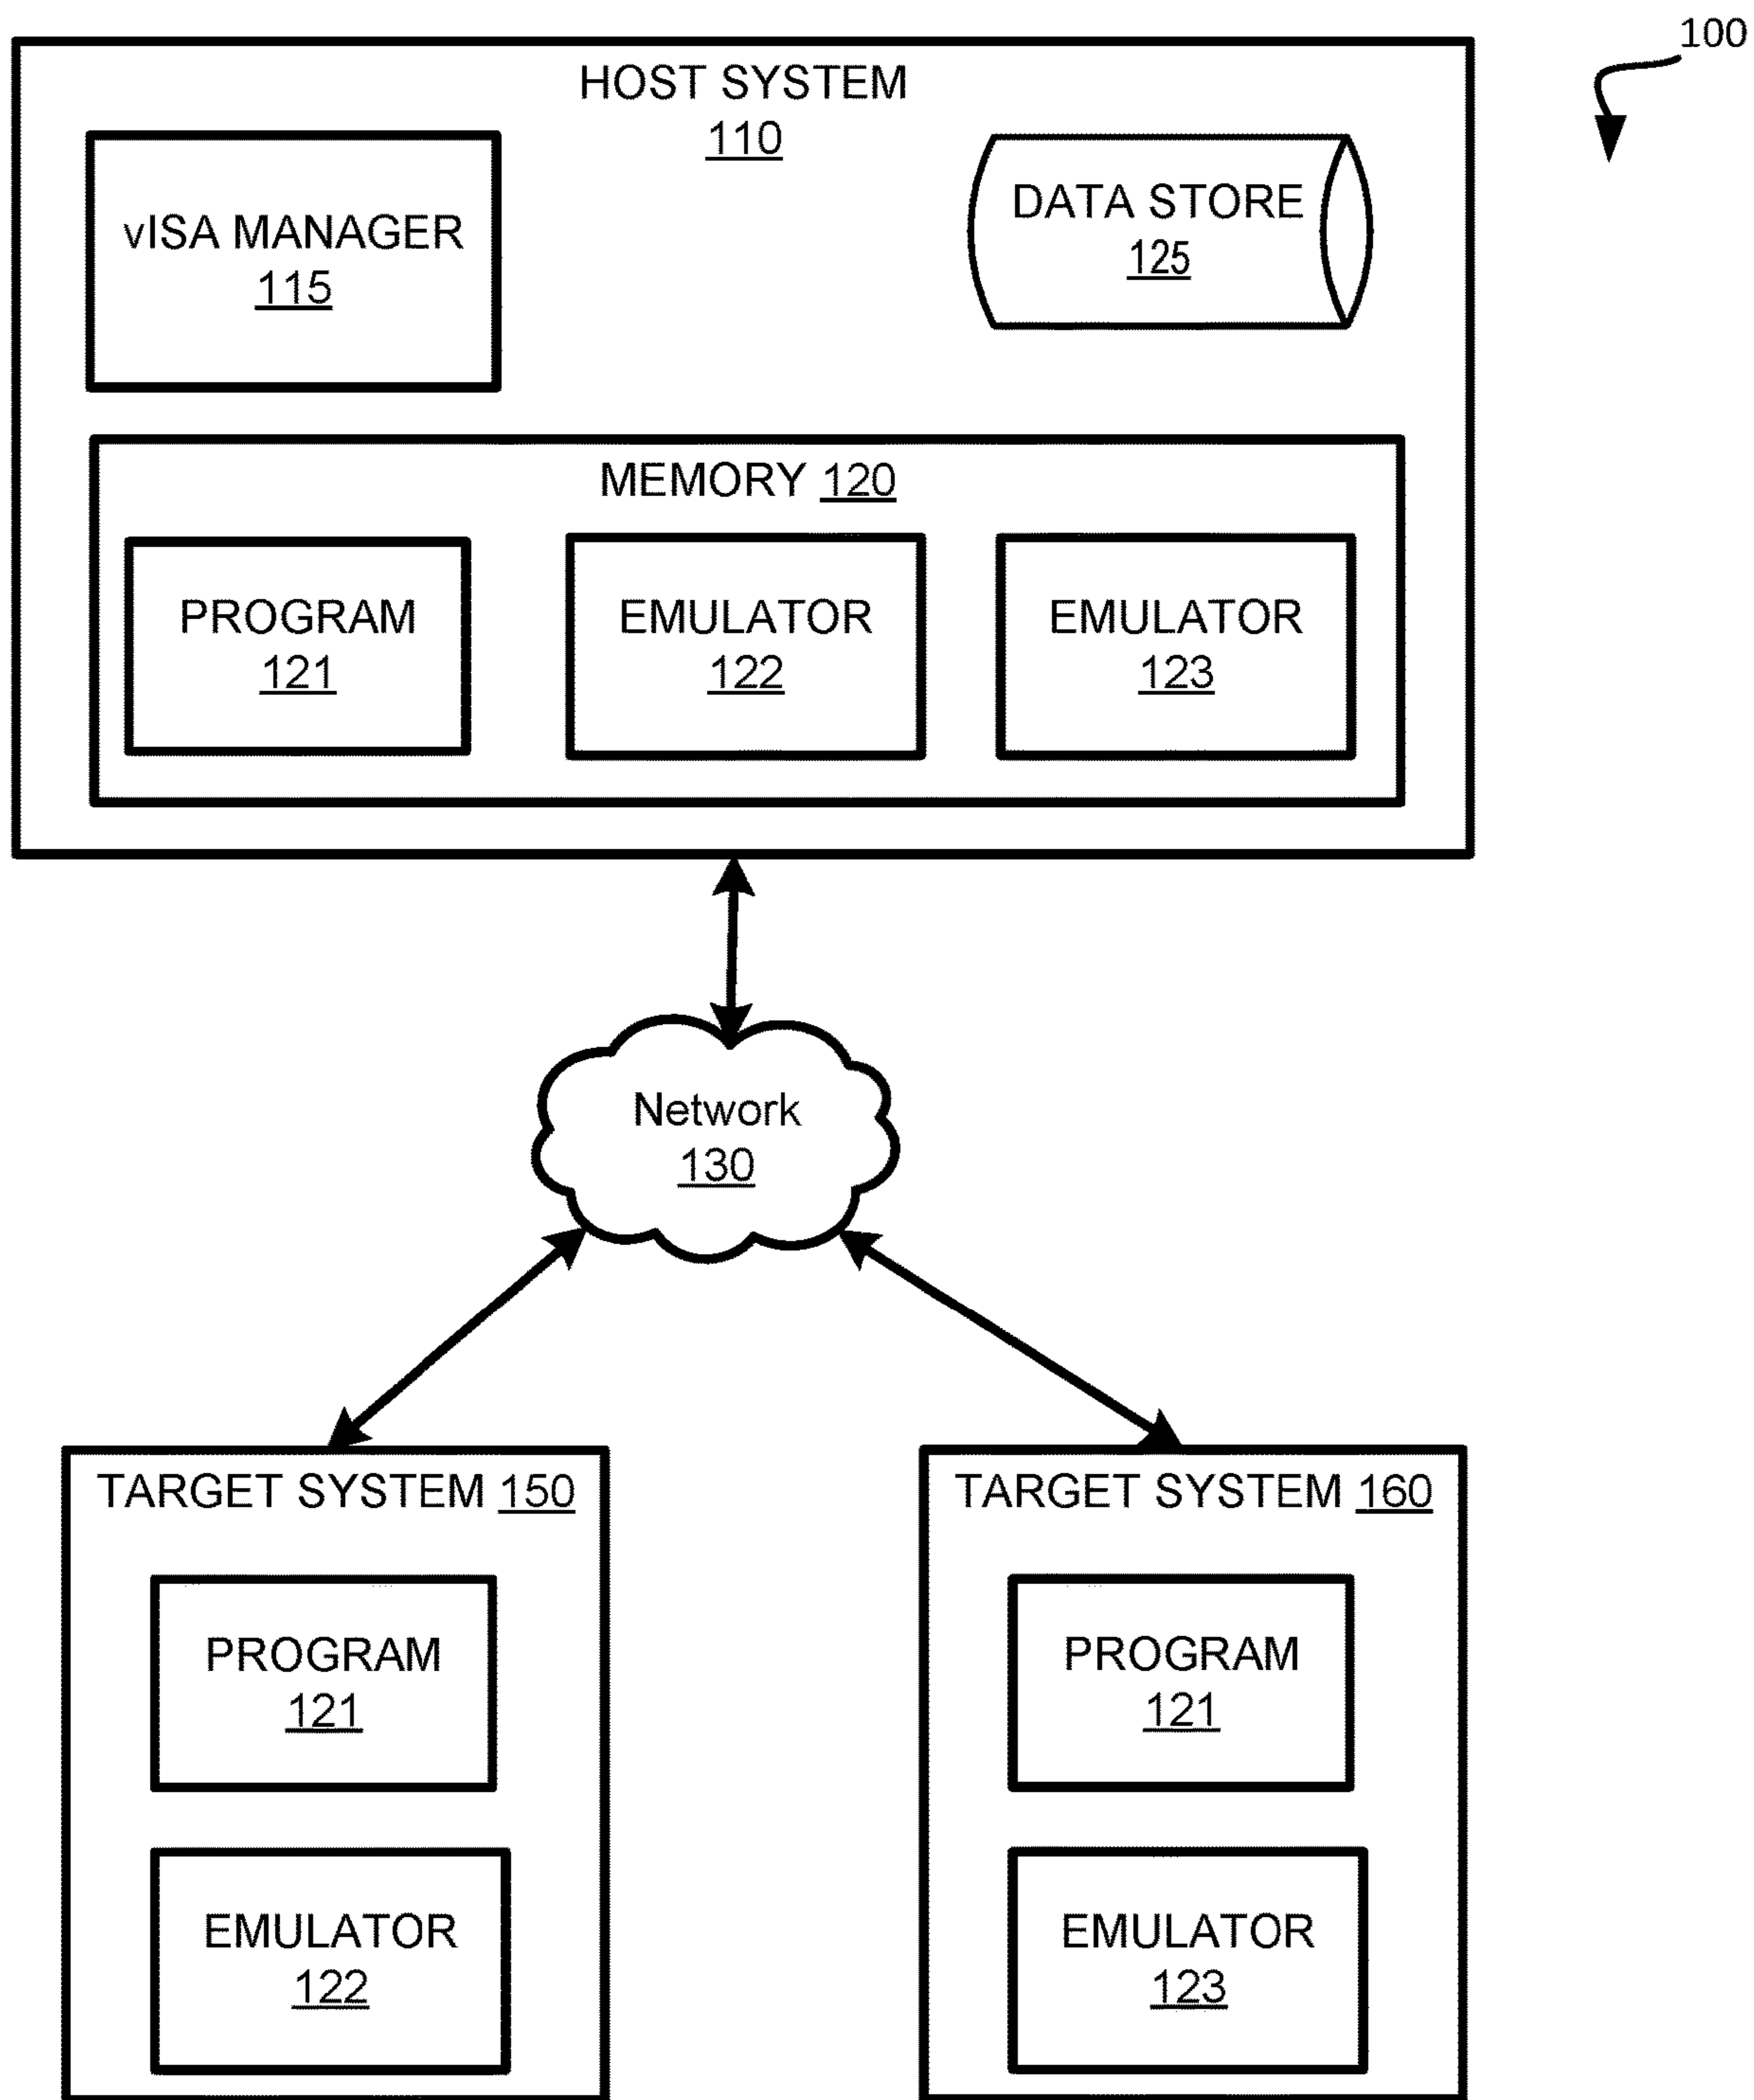 100
HOST SYSTEM
110
vISA MANAGER
115
DATA STORE
125
MEMORY 120
PROGRAM
121
EMULATOR
122
EMULATOR
123
Network
130
TARGET SYSTEM 150
PROGRAM
121
EMULATOR
122
TARGET SYSTEM 160
PROGRAM
121
EMULATOR
123